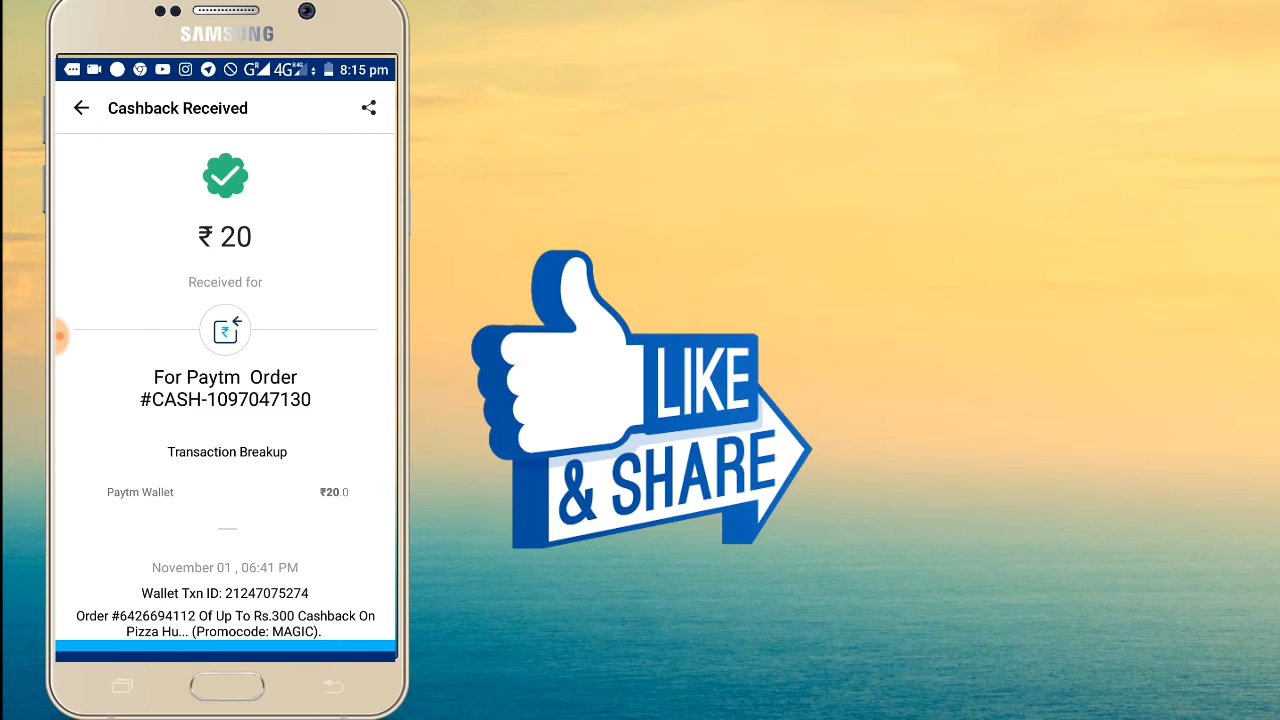 SAMSUNG
8:15 pm
Cashback Received
₹ 20
Received for
₹
For Paytm Order
#CASH-1097047130
Transaction Breakup
Paytm Wallet ₹20.0
November 01 , 06:41 PM
Wallet Txn ID: 21247075274
Order #6426694112 Of Up To Rs.300 Cashback On
Pizza Hu... (Promocode: MAGIC).
LIKE
& SHARE